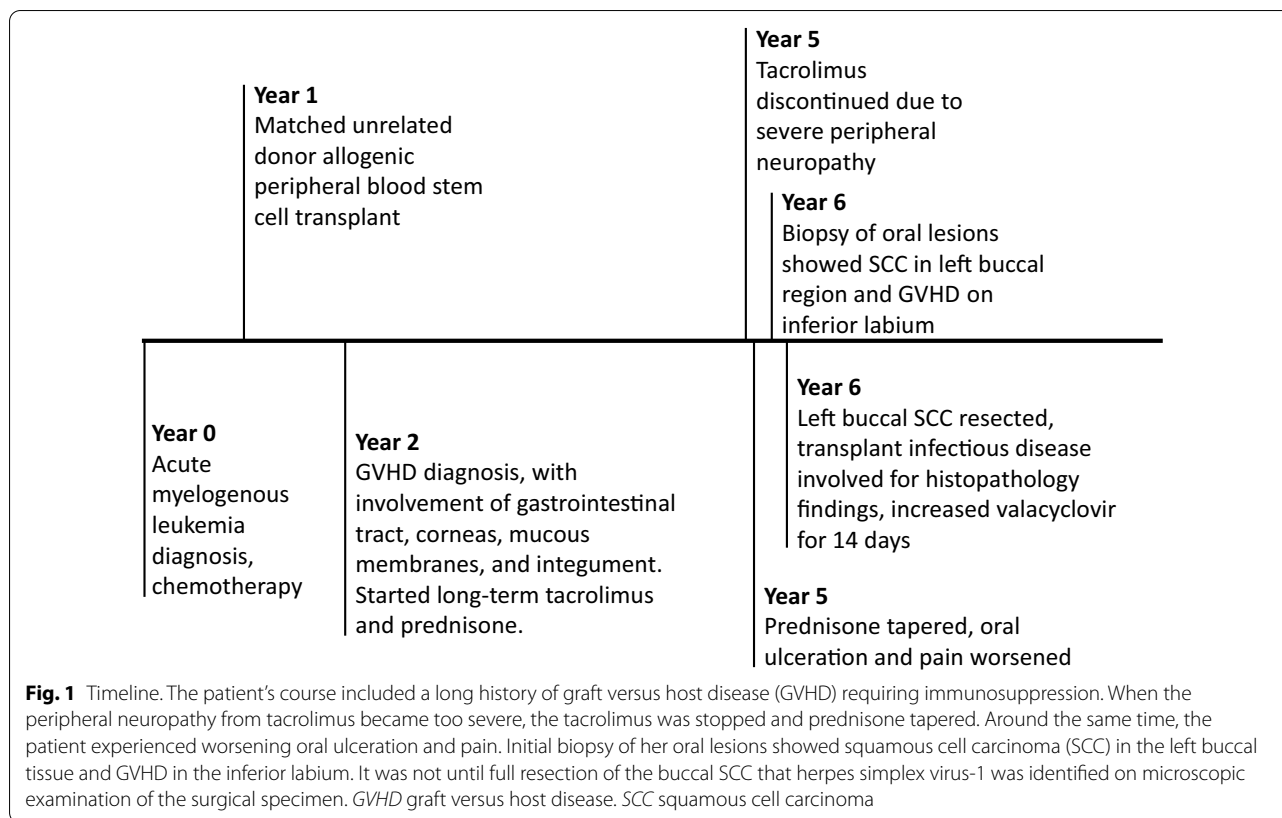 Year 1
Matched unrelated
donor allogenic
peripheral blood stem
cell transplant
Year 5
Tacrolimus
discontinued due to
severe peripheral
neuropathy
Year 6
Biopsy of oral lesions
showed SCC in left buccal
region and GVHD on
inferior labium
Year 0
Acute
myelogenous
leukemia
diagnosis,
chemotherapy
Year 2
GVHD diagnosis, with
involvement of gastrointestinal
tract, corneas, mucous
membranes, and integument.
Started long-term tacrolimus
and prednisone.
Year 6
Left buccal SCC resected,
transplant infectious disease
involved for histopathology
findings, increased valacyclovir
for 14 days
Year 5
Prednisone tapered, oral
ulceration and pain worsened
Fig. 1 Timeline. The patient's course included a long history of graft versus host disease (GVHD) requiring immunosuppression. When the
peripheral neuropathy from tacrolimus became too severe, the tacrolimus was stopped and prednisone tapered. Around the same time, the
patient experienced worsening oral ulceration and pain. Initial biopsy of her oral lesions showed squamous cell carcinoma (SCC) in the left buccal
tissue and GVHD in the inferior labium. It was not until full resection of the buccal SCC that herpes simplex virus-1 was identified on microscopic
examination of the surgical specimen. GVHD graft versus host disease. SCC squamous cell carcinoma